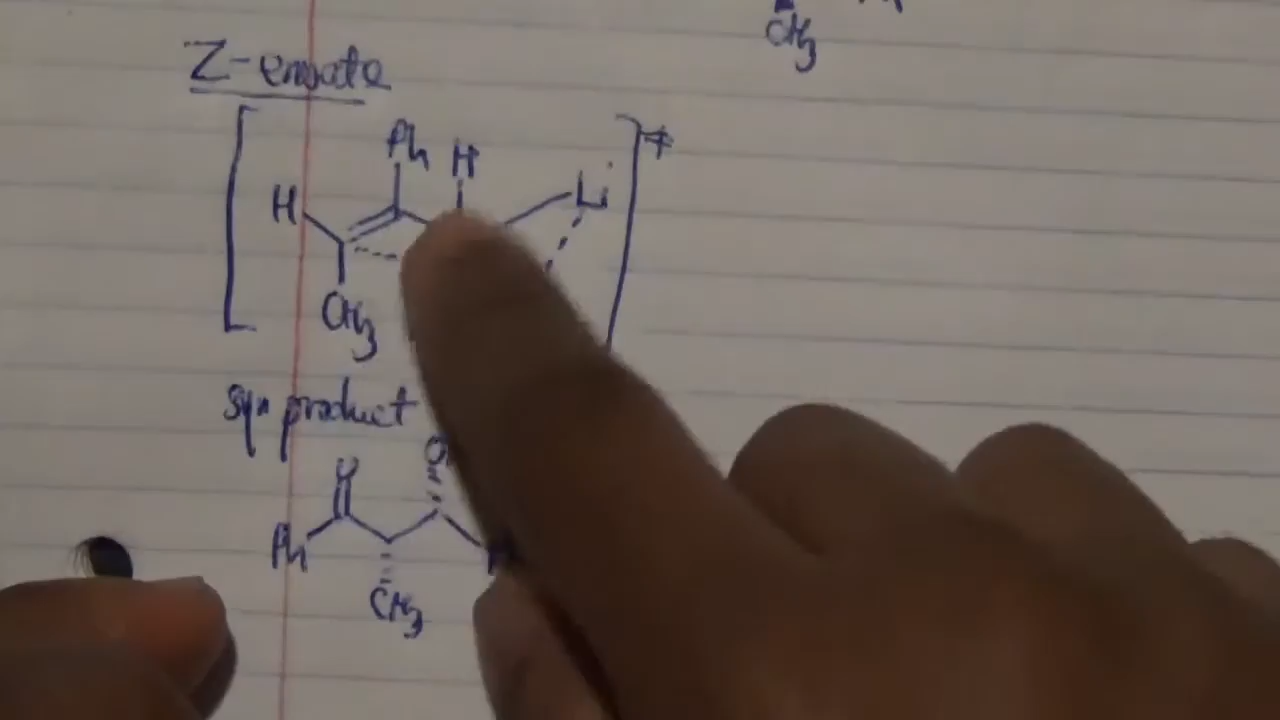 CH3
Z-enolate
Ph H
H Li
CH3
‡
syn product
O
Ph
CH3